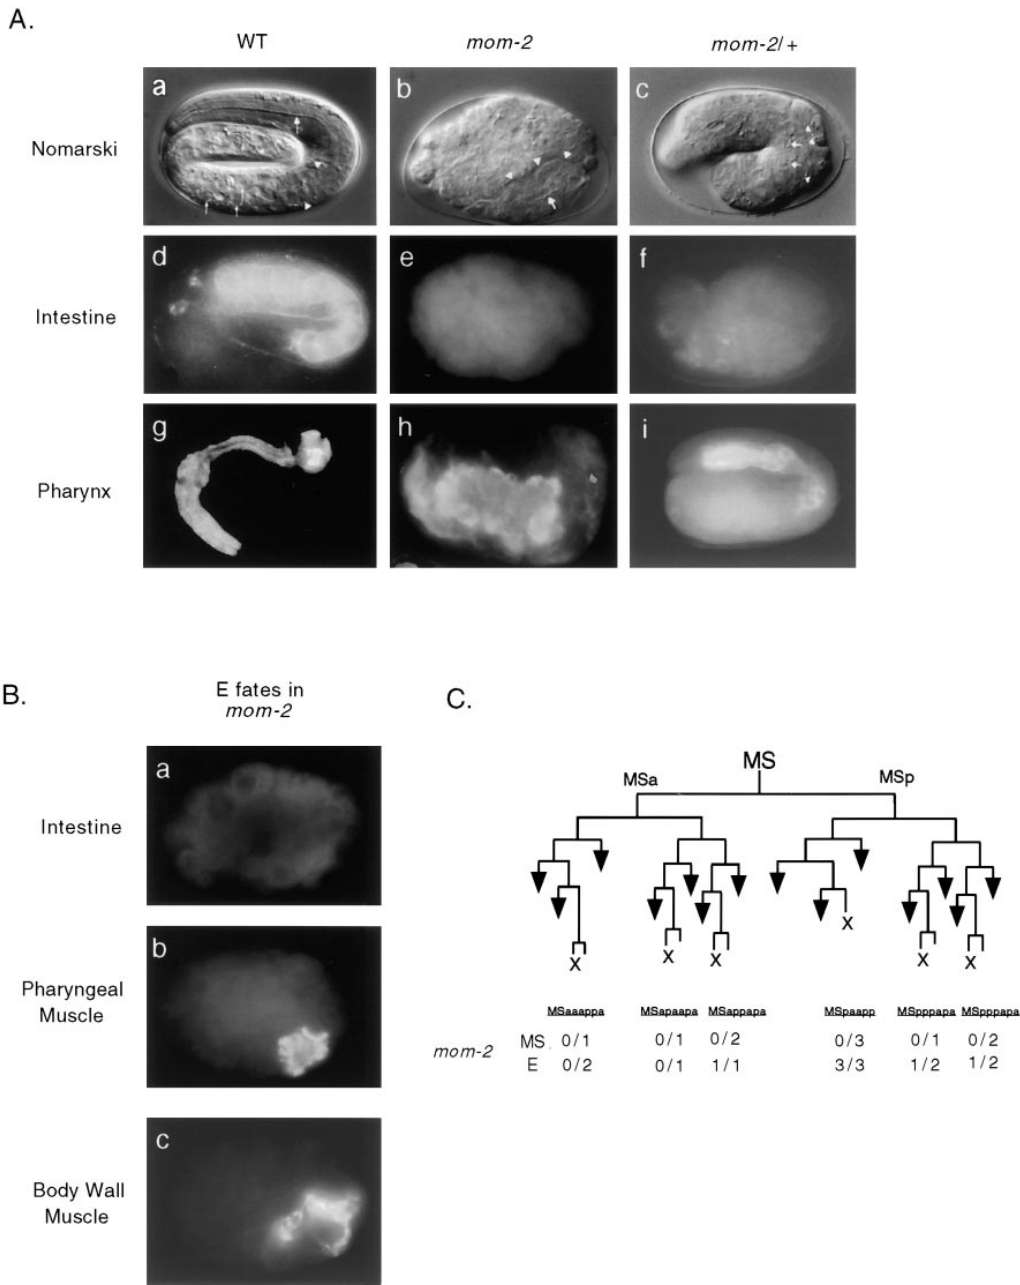 A.
WT mom-2 mom-2/+
Nomarski a b c
Intestine d e f
Pharynx g h i
B.
E fates in
mom-2
Intestine a
Pharyngeal
Muscle
b
Body Wall
Muscle
c
C.
MS
MSa MSp
X
X X X X X
MSaaappa MSapaapa MSappapa MSpaapp MSpppapa MSpppapa
mom-2
MS 0/1 0/1 0/2 0/3 0/1 0/2
E 0/2 0/1 1/1 3/3 1/2 1/2